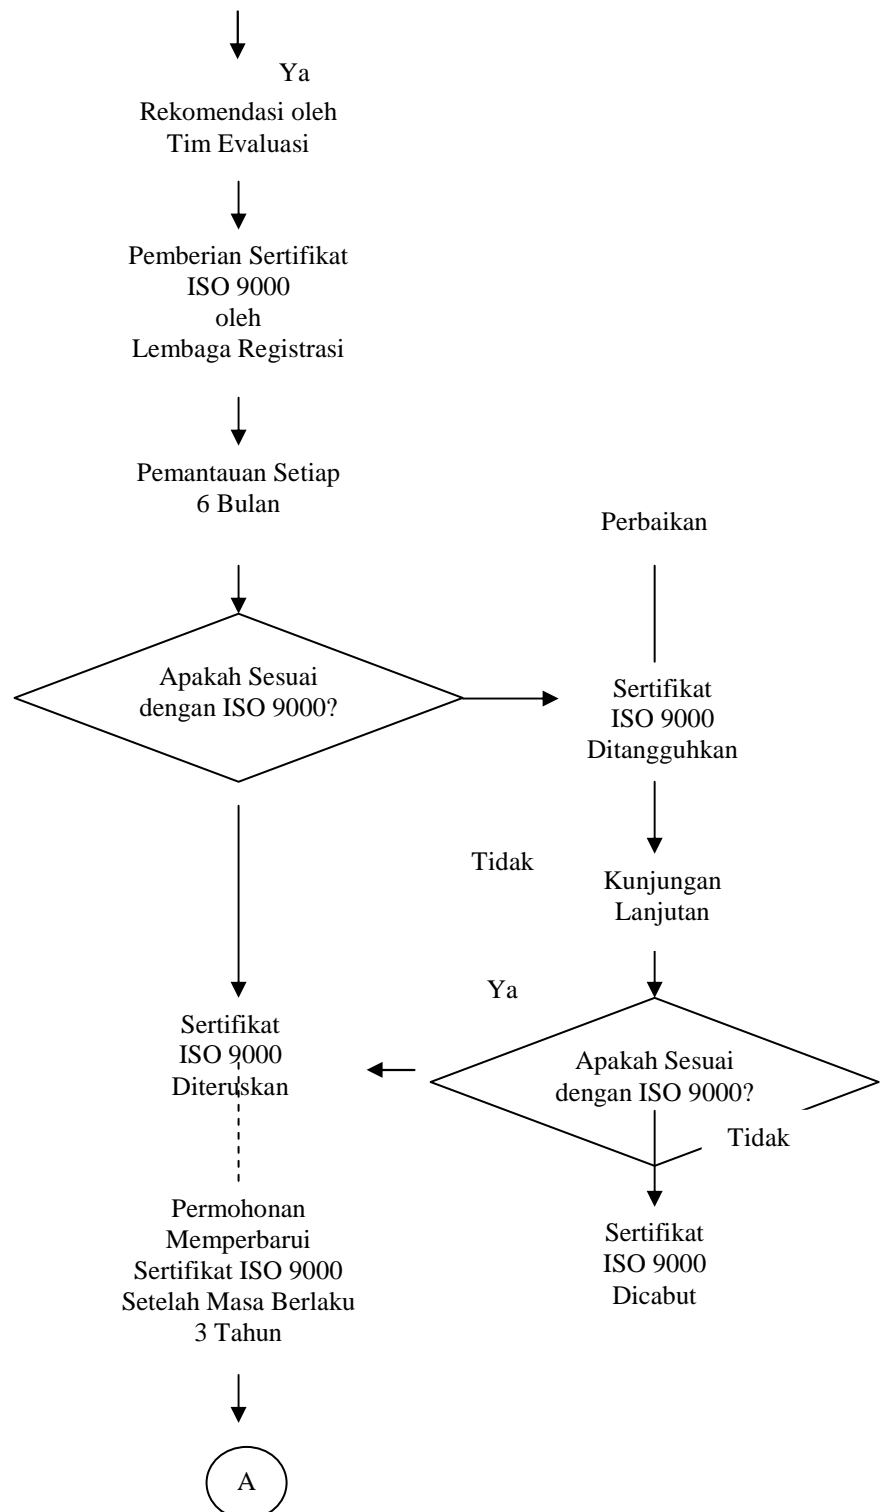 Ya
Rekomendasi oleh
Tim Evaluasi
Pemberian Sertifikat
ISO 9000
oleh
Lembaga Registrasi
Pemantauan Setiap
6 Bulan
Perbaikan
Apakah Sesuai
dengan ISO 9000?
Sertifikat
ISO 9000
Ditangguhkan
Tidak
Kunjungan
Lanjutan
Ya
Sertifikat
ISO 9000
Diteruskan
Apakah Sesuai
dengan ISO 9000?
Tidak
Permohonan
Memperbarui
Sertifikat ISO 9000
Setelah Masa Berlaku
3 Tahun
Sertifikat
ISO 9000
Dicabut
A